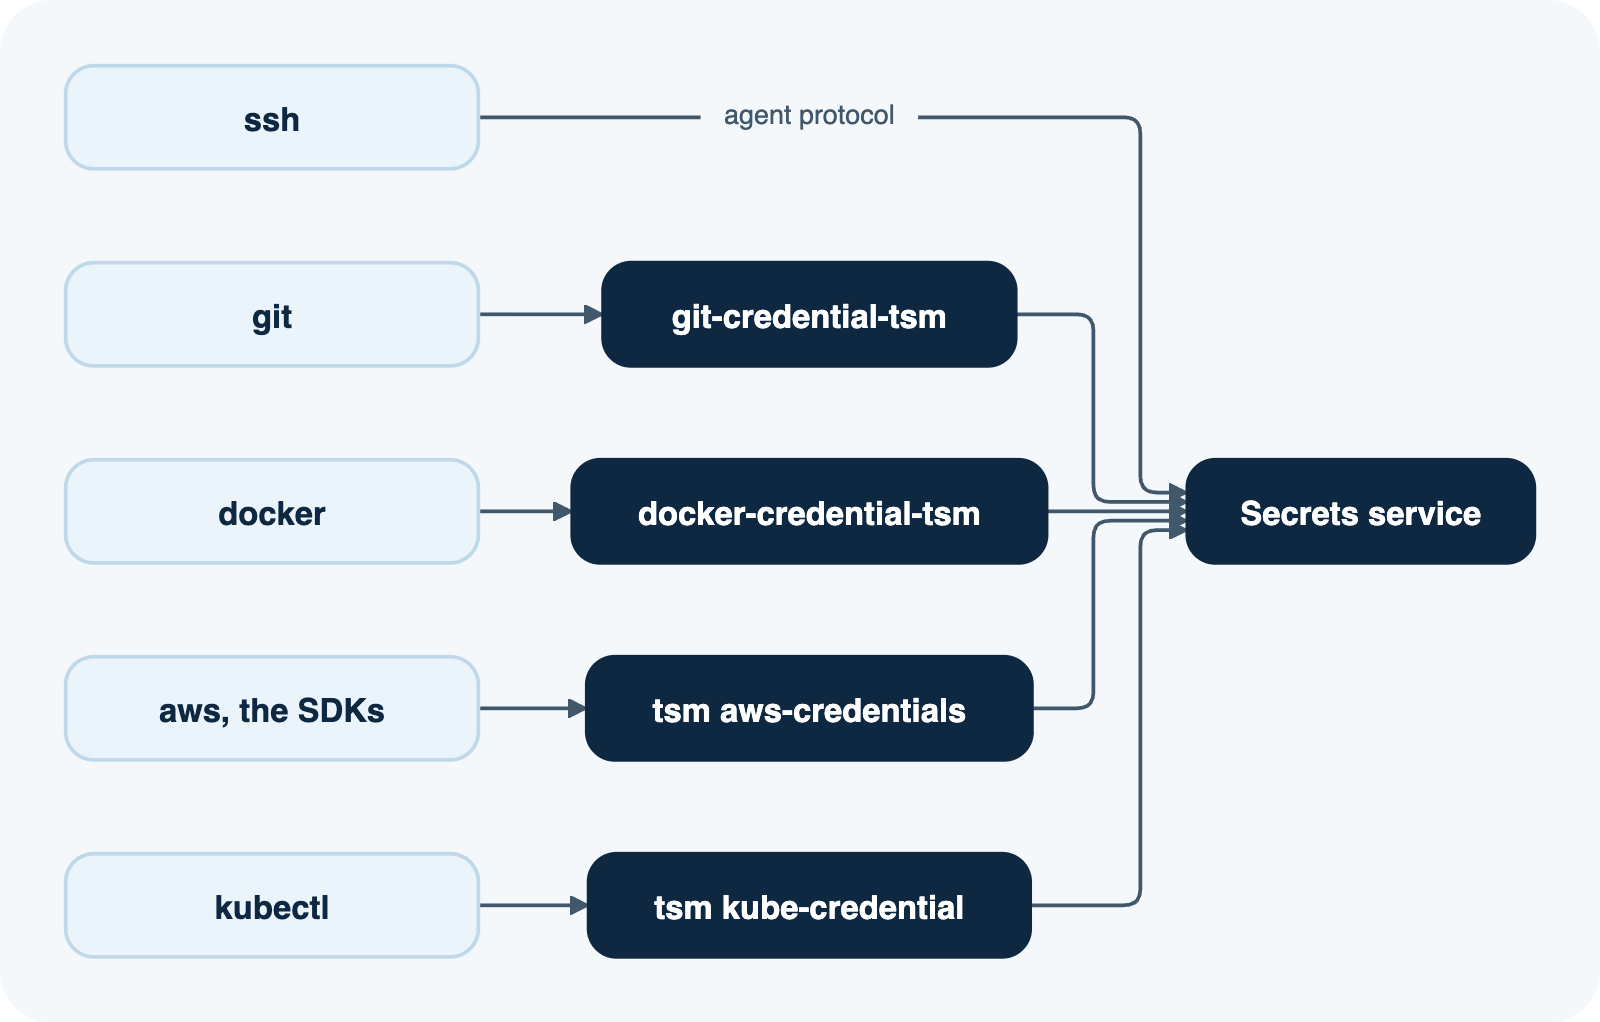 ssh
agent protocol
git
git-credential-tsm
docker
docker-credential-tsm
Secrets service
aws, the SDKs
tsm aws-credentials
kubectl
tsm kube-credential